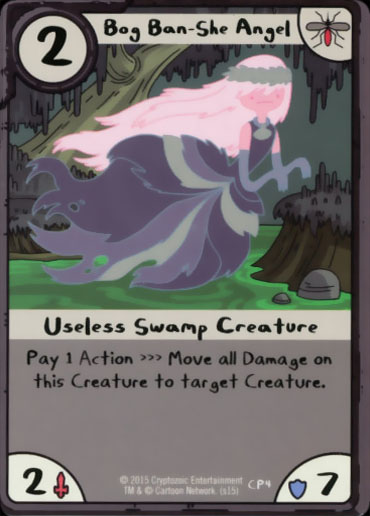 2
Bog Ban-She Angel
Useless Swamp Creature
Pay 1 Action >>> Move all Damage on
this Creature to target Creature.
2
© 2015 Cryptozoic Entertainment
TM & © Cartoon Network. (s15)
CP4
7